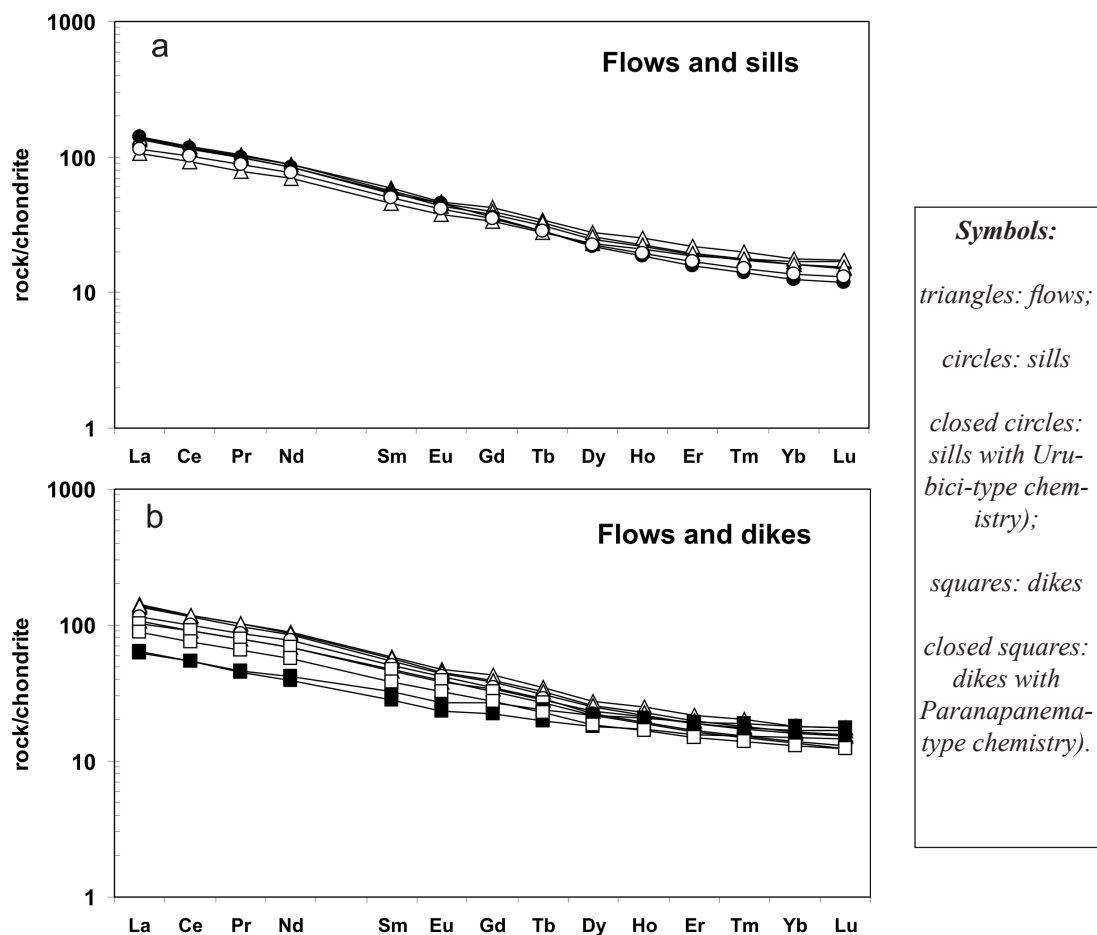 1000
a
Flows and sills
rock/chondrite
100
10
1
La Ce Pr Nd Sm Eu Gd Tb Dy Ho Er Tm Yb Lu
1000
b
Flows and dikes
rock/chondrite
100
10
1
La Ce Pr Nd Sm Eu Gd Tb Dy Ho Er Tm Yb Lu
Symbols:
triangles: flows;
circles: sills
closed circles:
sills with Uru-
bici-type chem-
istry);
squares: dikes
closed squares:
dikes with
Paranapanema-
type chemistry).